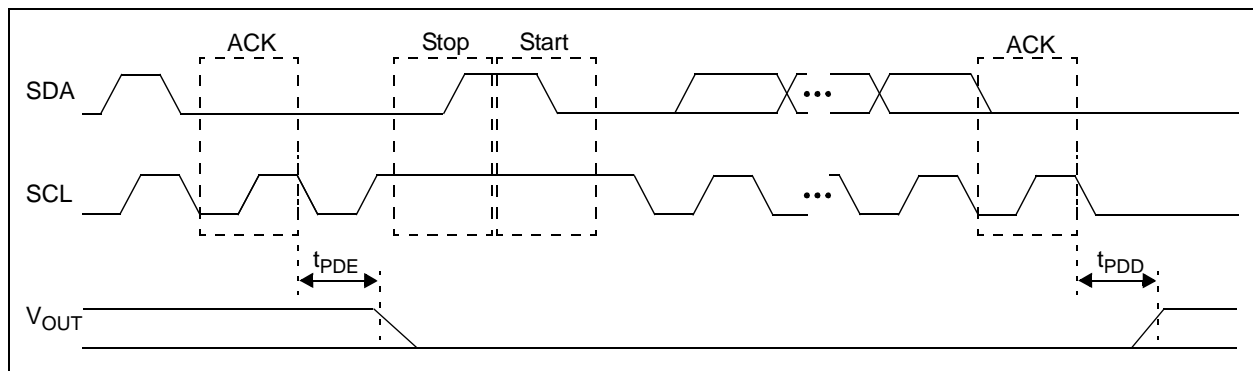 ACK Stop Start ACK
SDA
...
SCL
...
tPDE tPDD
VOUT